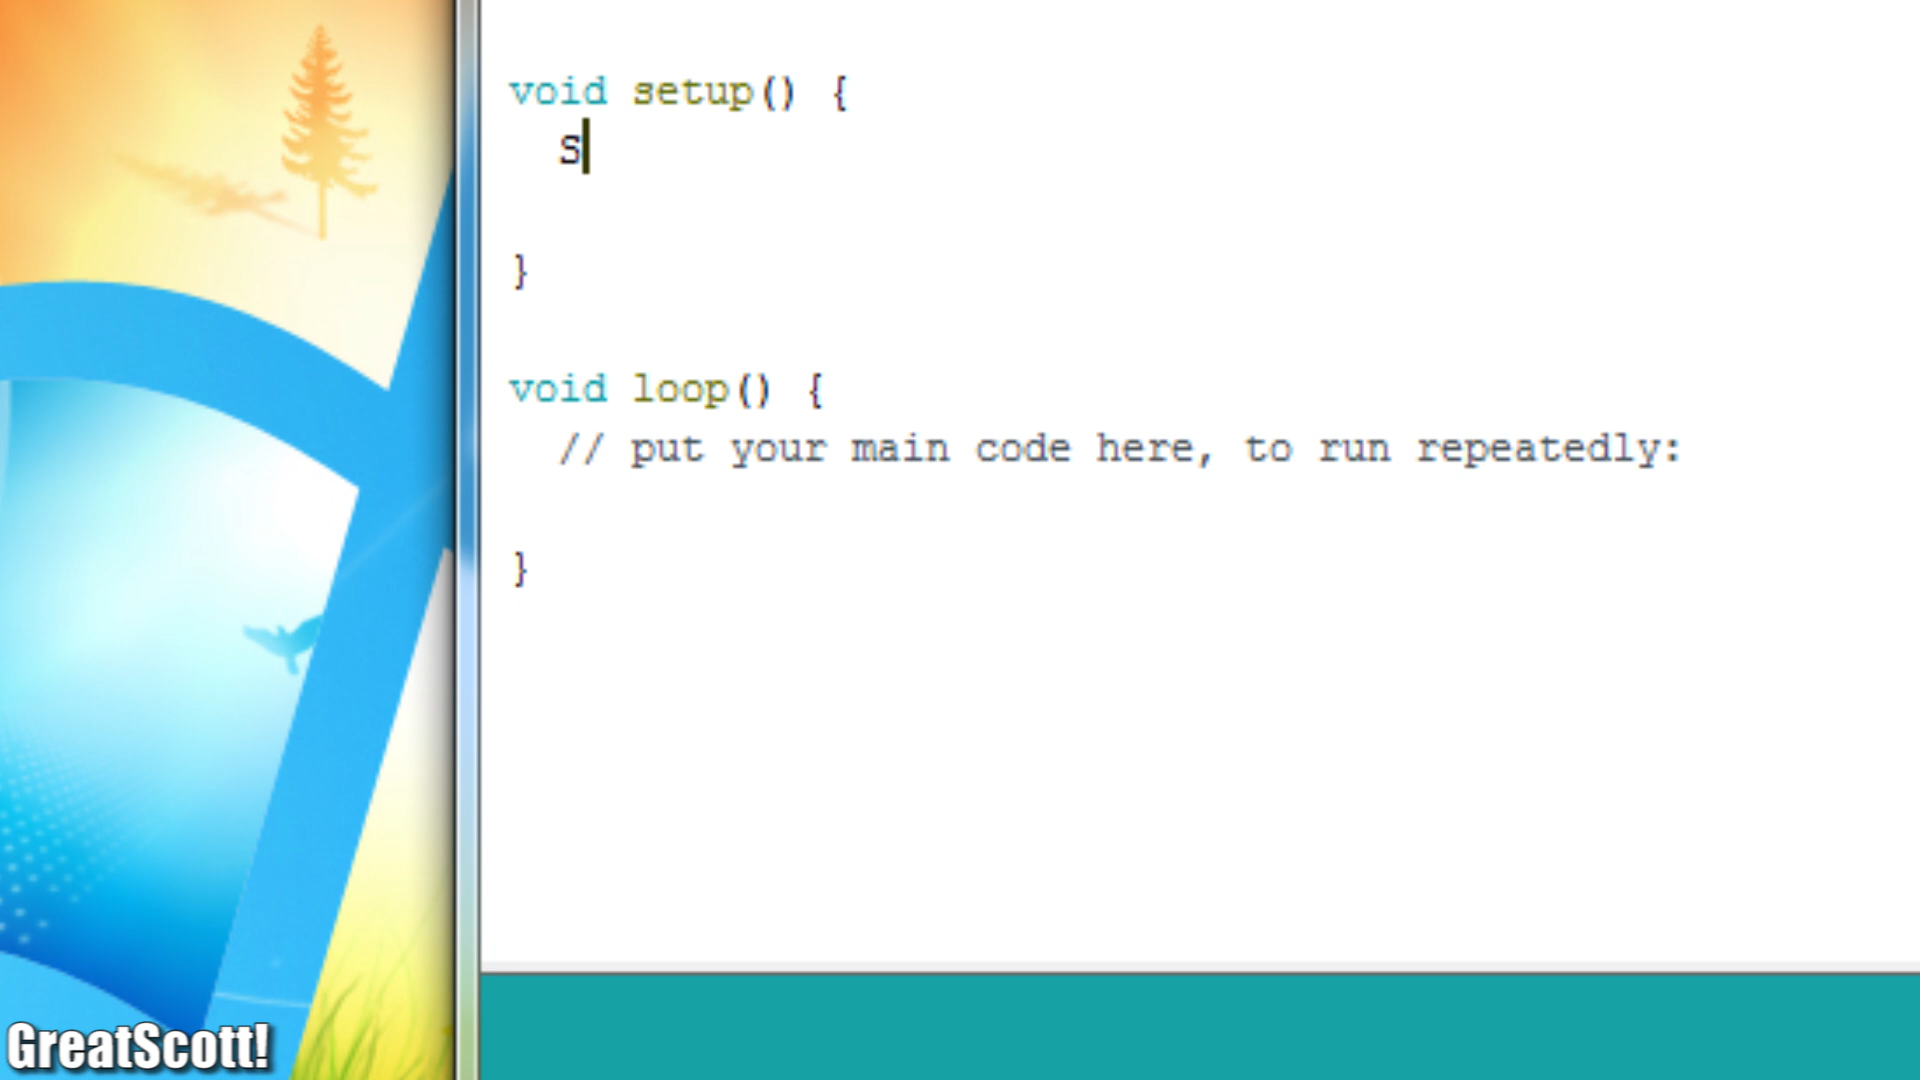 void setup() {
S
}
void loop() {
// put your main code here, to run repeatedly:
}
GreatScott!